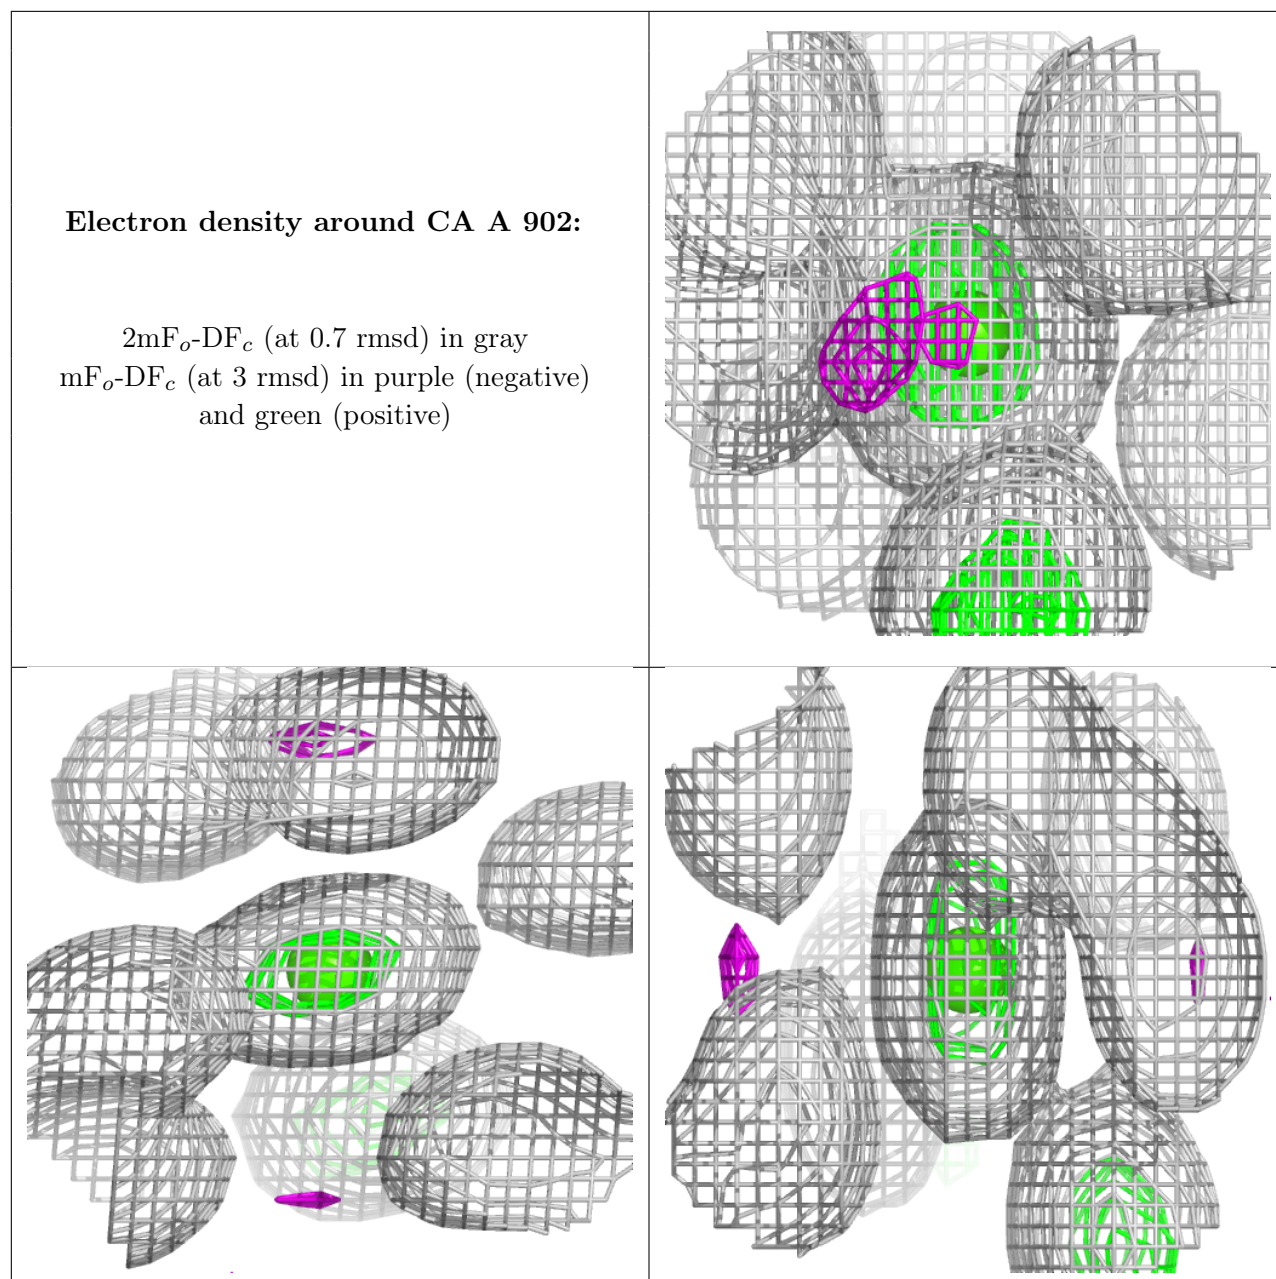 Electron density around CA A 902:
2mFo-DFc (at 0.7 rmsd) in gray
mFo-DFc (at 3 rmsd) in purple (negative)
and green (positive)